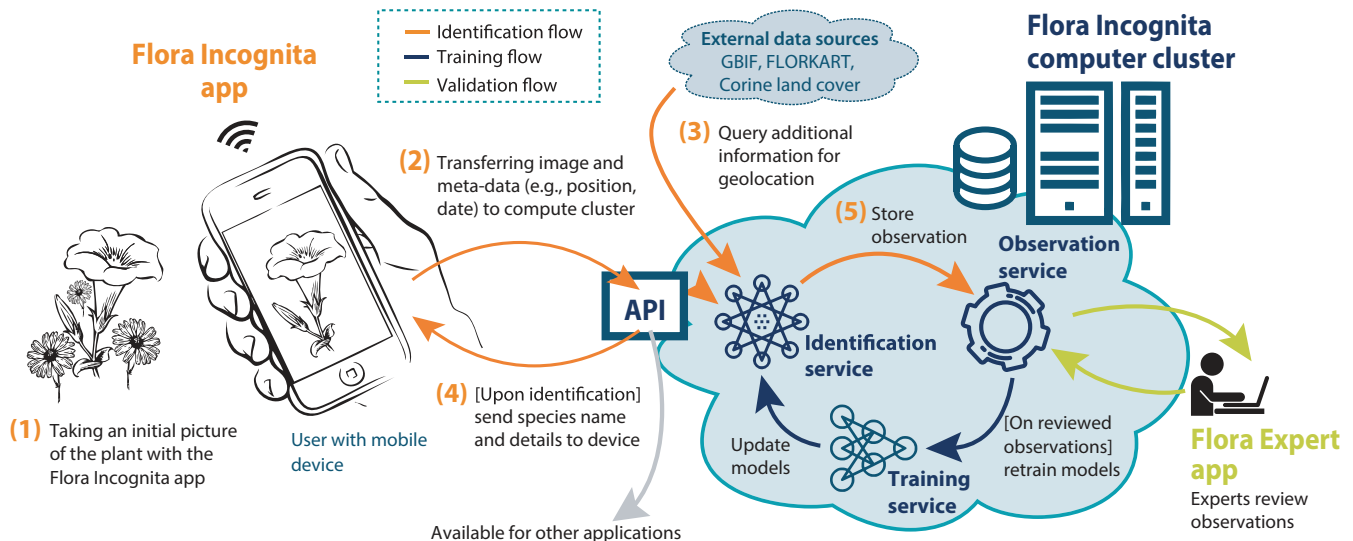 Flora Incognita
app
Identification flow
Training flow
Validation flow
External data sources
GBIF, FLORKART,
Corine land cover
Flora Incognita
computer cluster
(1) Taking an initial picture
of the plant with the
Flora Incognita app
User with mobile
device
(2) Transferring image and
meta-data (e.g., position,
date) to compute cluster
(3) Query additional
information for
geolocation
(4) [Upon identification]
send species name
and details to device
API
Available for other applications
(5) Store
observation
Observation
service
Identification
service
Update
models
Training
service
[On reviewed
observations]
retrain models
Flora Expert
app
Experts review
observations